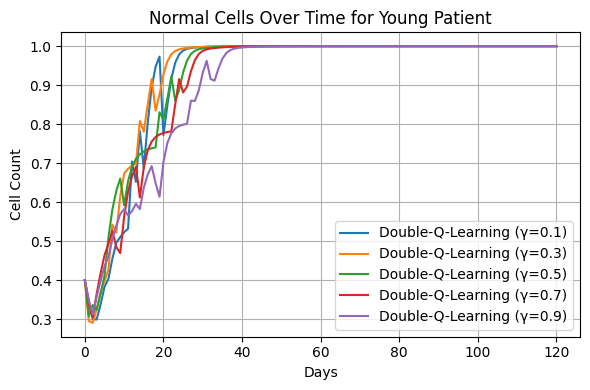 Normal Cells Over Time for Young Patient
Cell Count
1.0
0.9
0.8
0.7
0.6
0.5
0.4
0.3
Double-Q-Learning (γ=0.1)
Double-Q-Learning (γ=0.3)
Double-Q-Learning (γ=0.5)
Double-Q-Learning (γ=0.7)
Double-Q-Learning (γ=0.9)
0 20 40 60 80 100 120
Days